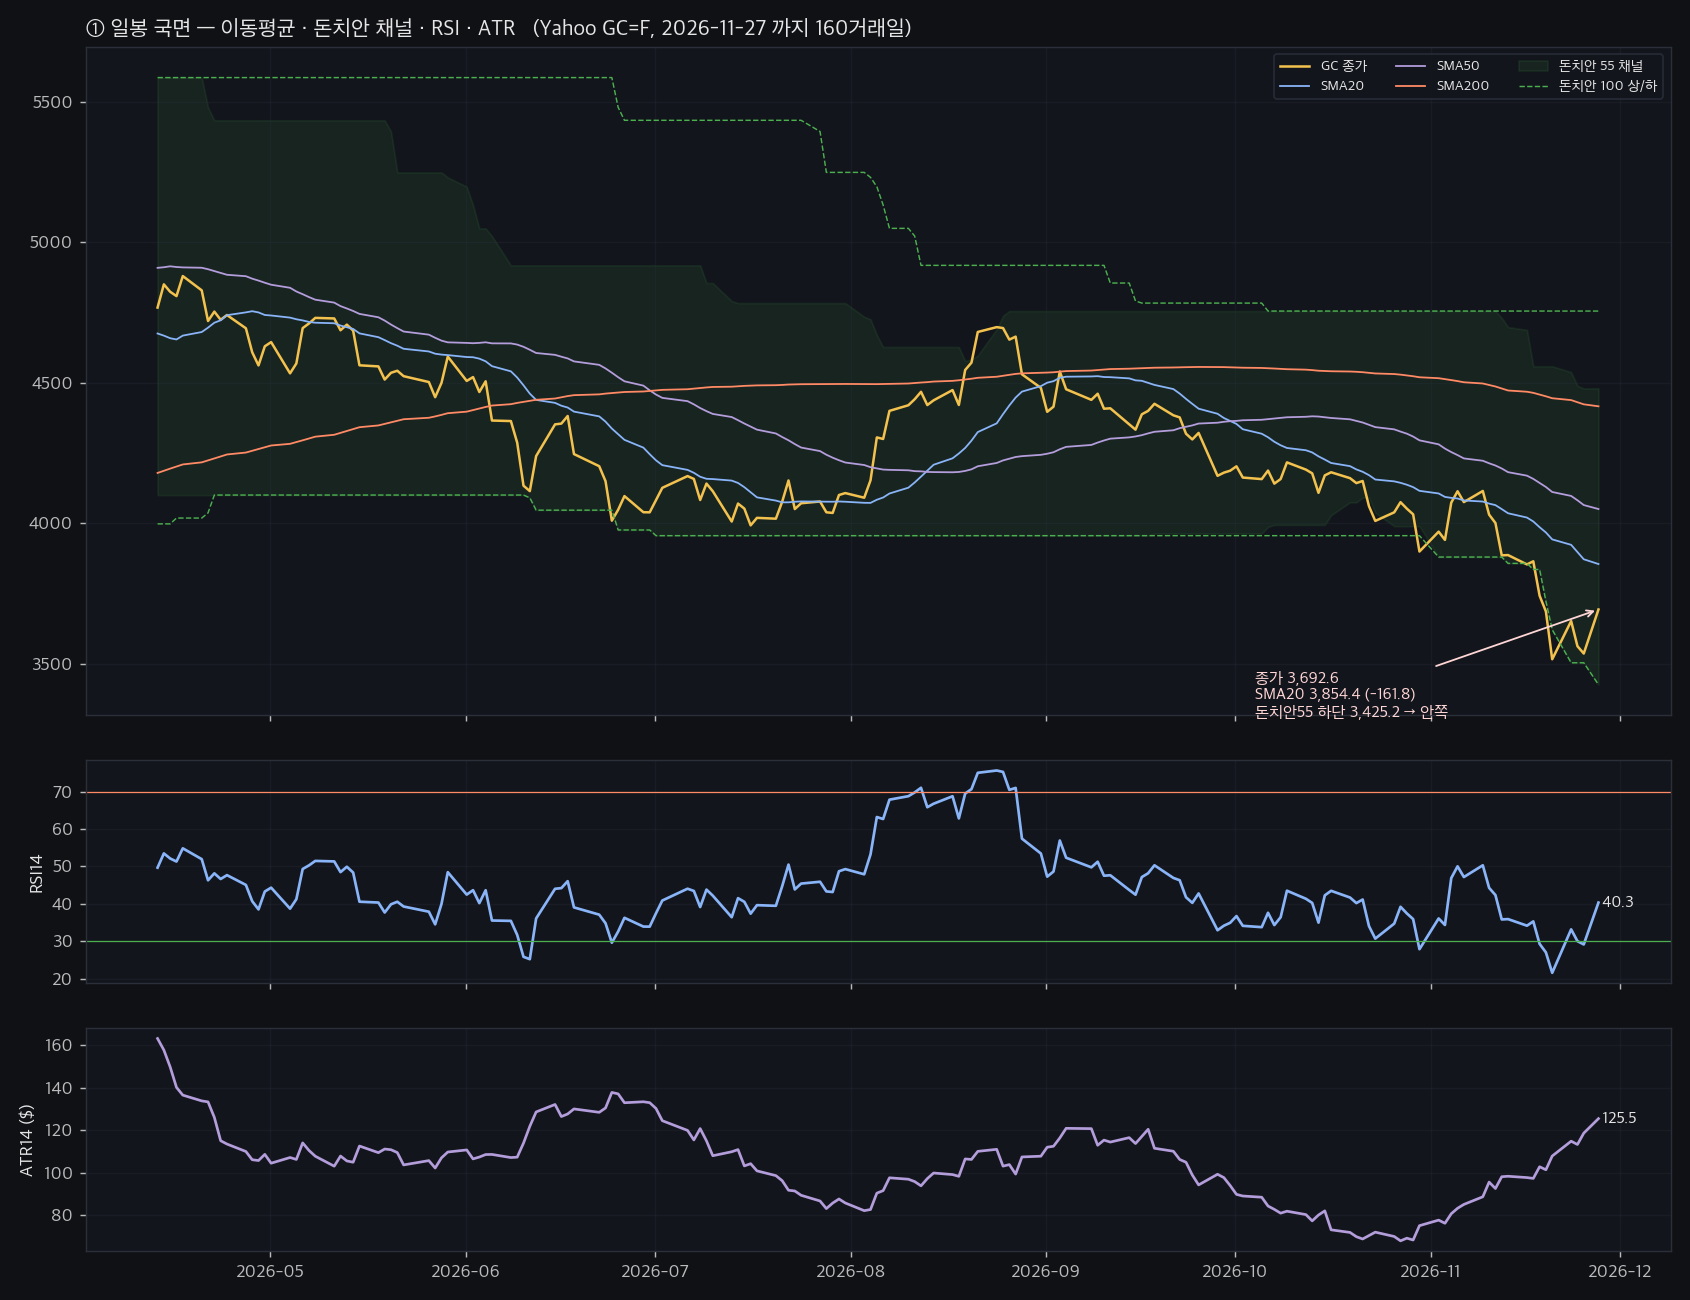 ① 일봉 국면 — 이동평균 · 돈치안 채널 · RSI · ATR   (Yahoo GC=F, 2026-11-27 까지 160거래일)
GC 종가
SMA20
SMA50
SMA200
돈치안 55 채널
돈치안 100 상/하
5500
5000
4500
4000
3500
종가 3,692.6
SMA20 3,854.4 (-161.8)
돈치안55 하단 3,425.2 → 안쪽
RSI14
70
60
50
40
30
20
40.3
ATR14 ($)
160
140
120
100
80
125.5
2026-05
2026-06
2026-07
2026-08
2026-09
2026-10
2026-11
2026-12